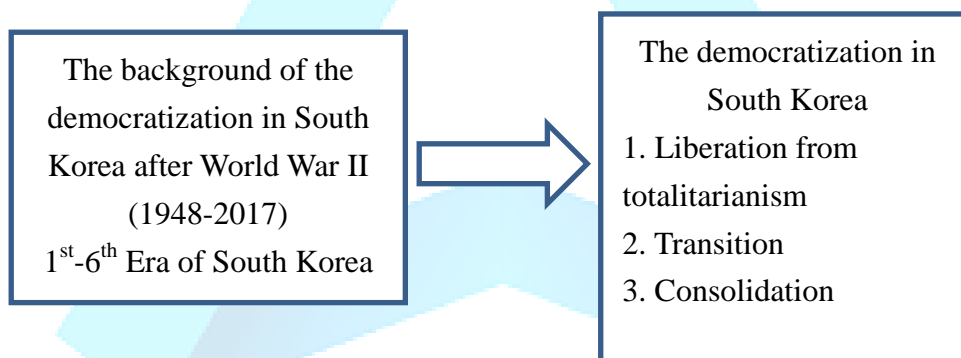 The background of the
democratization in South
Korea after World War II
(1948-2017)
1st-6th Era of South Korea
The democratization in
South Korea
1. Liberation from
totalitarianism
2. Transition
3. Consolidation